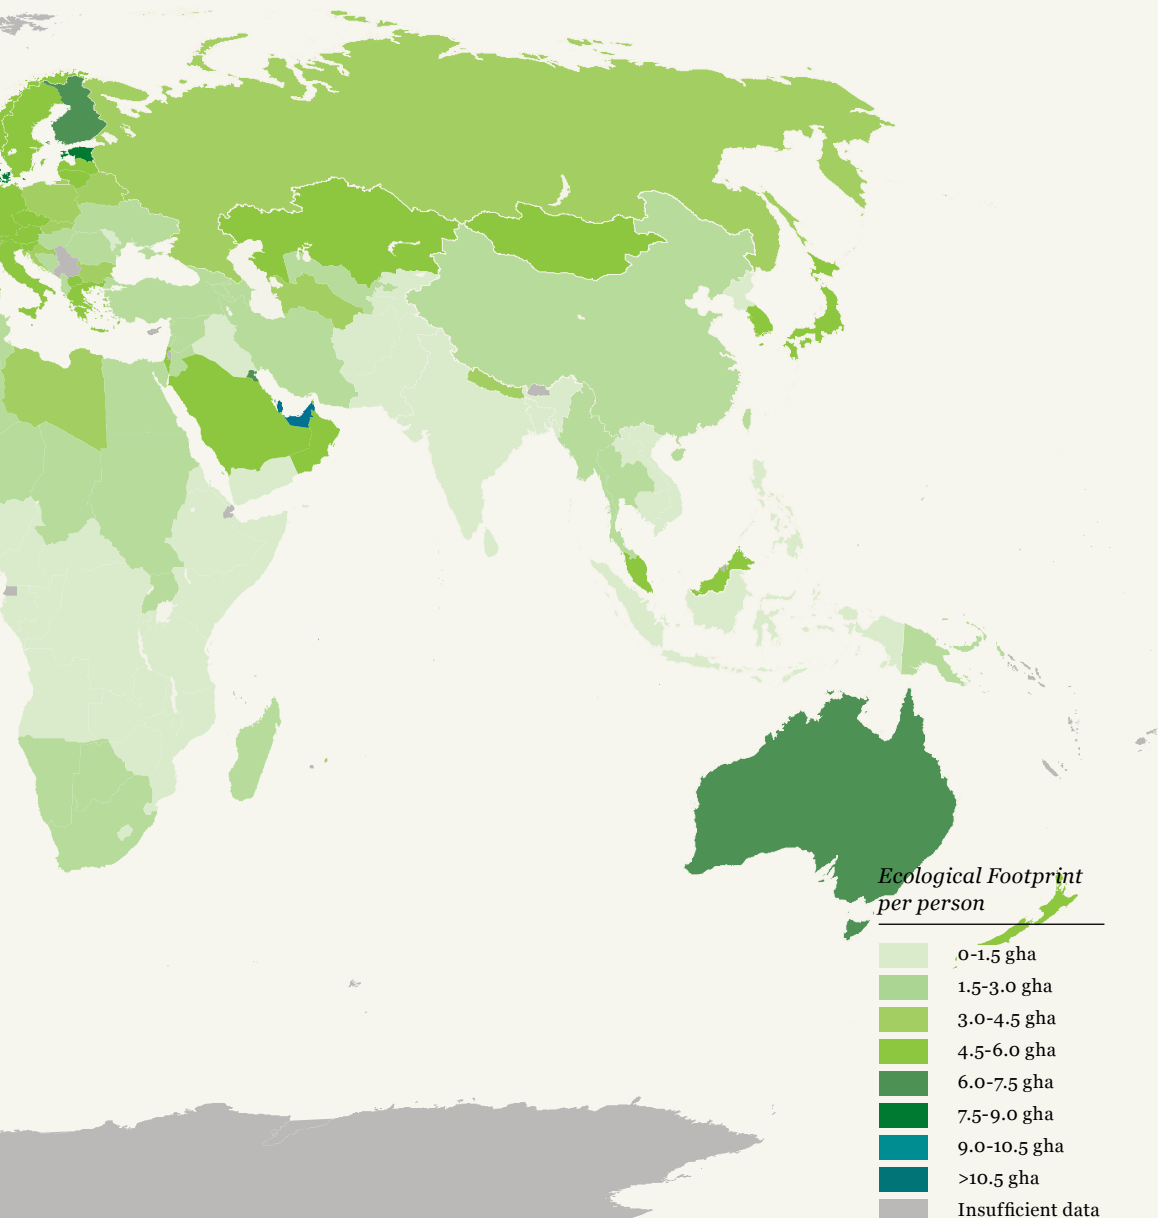 Ecological Footprint
per person
0-1.5 gha
1.5-3.0 gha
3.0-4.5 gha
4.5-6.0 gha
6.0-7.5 gha
7.5-9.0 gha
9.0-10.5 gha
>10.5 gha
Insufficient data